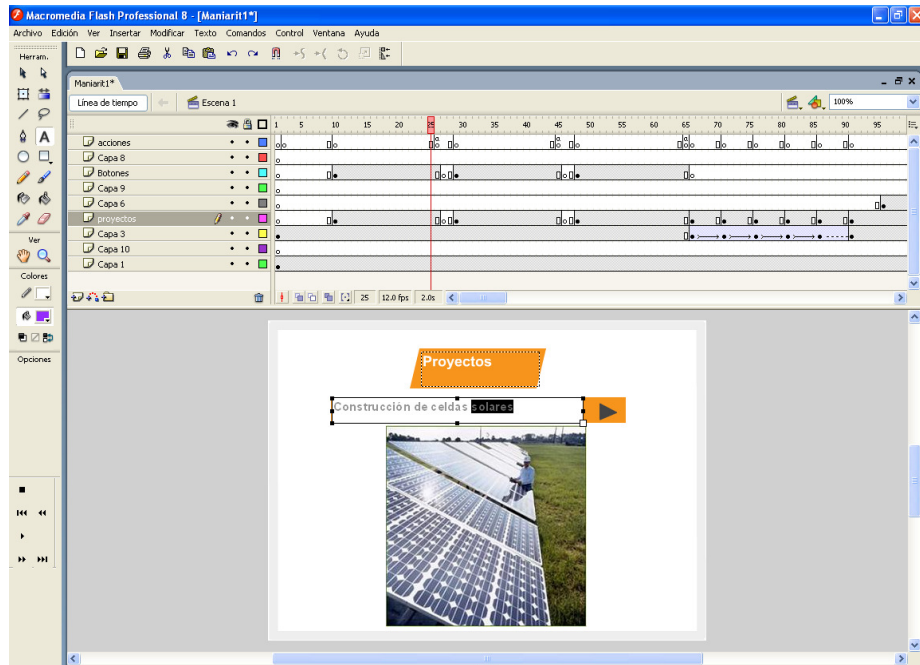 Macromedia Flash Professional 8 - [Maniarit1*]
Archivo Edición Ver Insertar Modificar Texto Comandos Control Ventana Ayuda
Herram.
Maniarit1*
Línea de tiempo
Escena 1
100%
1 5 10 15 20 25 30 35 40 45 50 55 60 65 70 75 80 85 90 95
acciones
Capa 8
Botones
Capa 9
Capa 6
proyectos
Capa 3
Capa 10
Capa 1
25 12.0 fps 2.0s
Ver
Colores
Opciones
Proyectos
Construcción de celdas solares